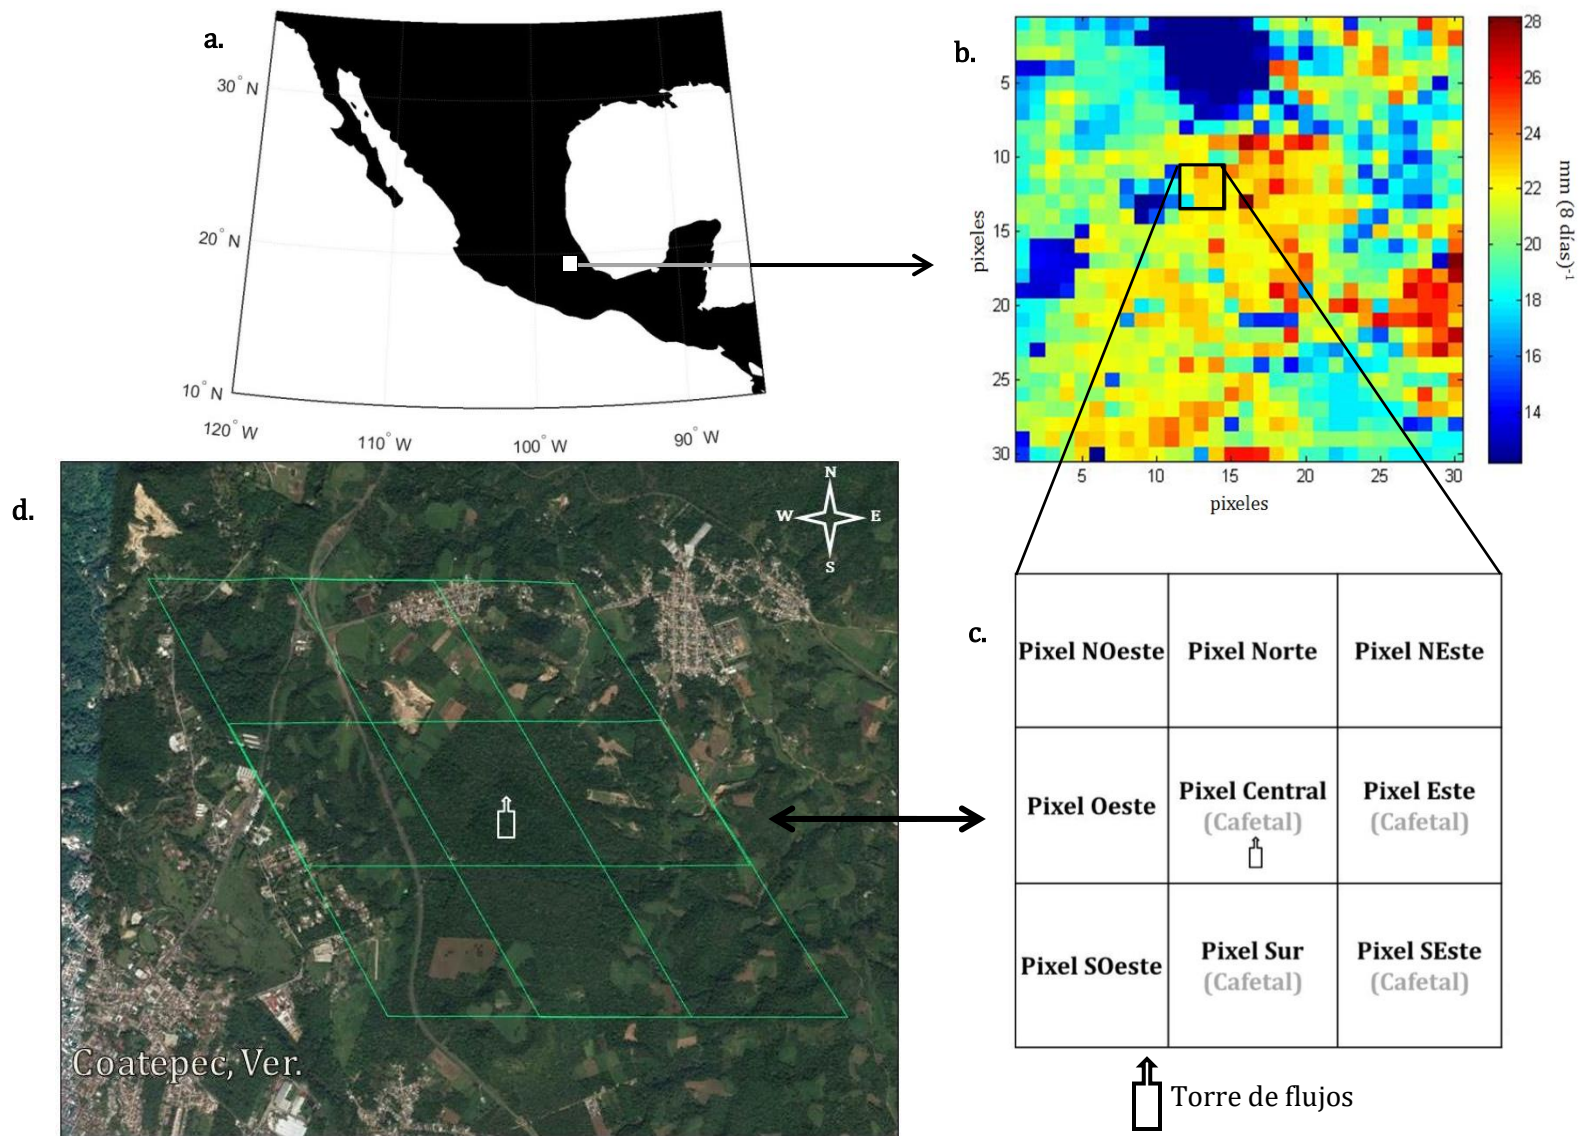 a.
30° N
20° N
10° N
120° W
110° W
100° W
90° W
b.
5
10
15
20
25
30
pixeles
5
10
15
20
25
30
pixeles
28
26
24
22
20
18
16
14
mm (8 días)⁻¹
c.
Pixel NOeste
Pixel Norte
Pixel NEste
Pixel Oeste
Pixel Central
(Cafetal)
Pixel Este
(Cafetal)
Pixel SOeste
Pixel Sur
(Cafetal)
Pixel SEste
(Cafetal)
Torre de flujos
d.
N
W
E
S
Coatepec, Ver.